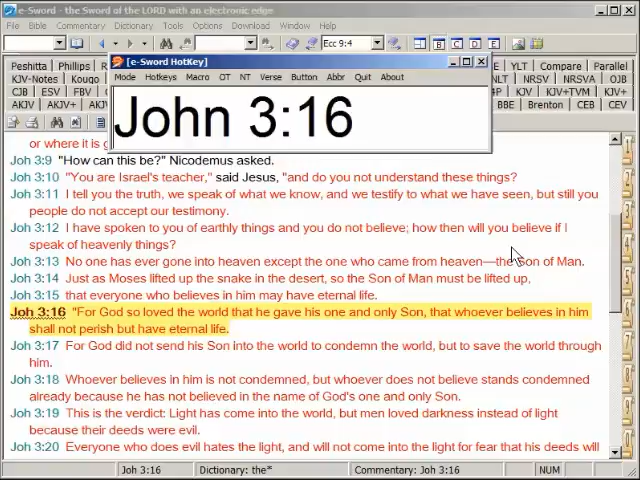 e-Sword - the Sword of the LORD with an electronic edge
File Bible Commentary Dictionary Tools Options Download Window Help
Ecc 9:4 B C D E
Peshitta Phillips YLT Compare Parallel
KJV-Notes NRSV NRSV
CJB ESV FBV
AKJV AKJV+ BBE Brenton CEB CEV
[e-Sword HotKey]
Mode Hotkeys Macro OT NT Verse Button Abbr Quit About
John 3:16
or where it is
Joh 3:9 "How can this be?" Nicodemus asked.
Joh 3:10 "You are Israel's teacher," said Jesus, "and do you not understand these things?
Joh 3:11 I tell you the truth, we speak of what we know, and we testify to what we have seen, but still you
people do not accept our testimony.
Joh 3:12 I have spoken to you of earthly things and you do not believe; how then will you believe if I
speak of heavenly things?
Joh 3:13 No one has ever gone into heaven except the one who came from heaven—the Son of Man.
Joh 3:14 Just as Moses lifted up the snake in the desert, so the Son of Man must be lifted up,
Joh 3:15 that everyone who believes in him may have eternal life.
Joh 3:16 "For God so loved the world that he gave his one and only Son, that whoever believes in him
shall not perish but have eternal life.
Joh 3:17 For God did not send his Son into the world to condemn the world, but to save the world through
him.
Joh 3:18 Whoever believes in him is not condemned, but whoever does not believe stands condemned
already because he has not believed in the name of God's one and only Son.
Joh 3:19 This is the verdict: Light has come into the world, but men loved darkness instead of light
because their deeds were evil.
Joh 3:20 Everyone who does evil hates the light, and will not come into the light for fear that his deeds will
Joh 3:16 Dictionary: the* Commentary: Joh 3:16 NUM